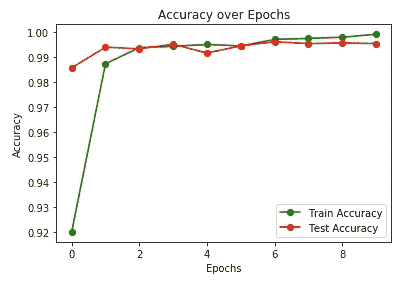 Accuracy over Epochs
1.00
0.99
0.98
0.97
0.96
0.95
0.94
0.93
0.92
Accuracy
0 2 4 6 8
Epochs
Train Accuracy
Test Accuracy